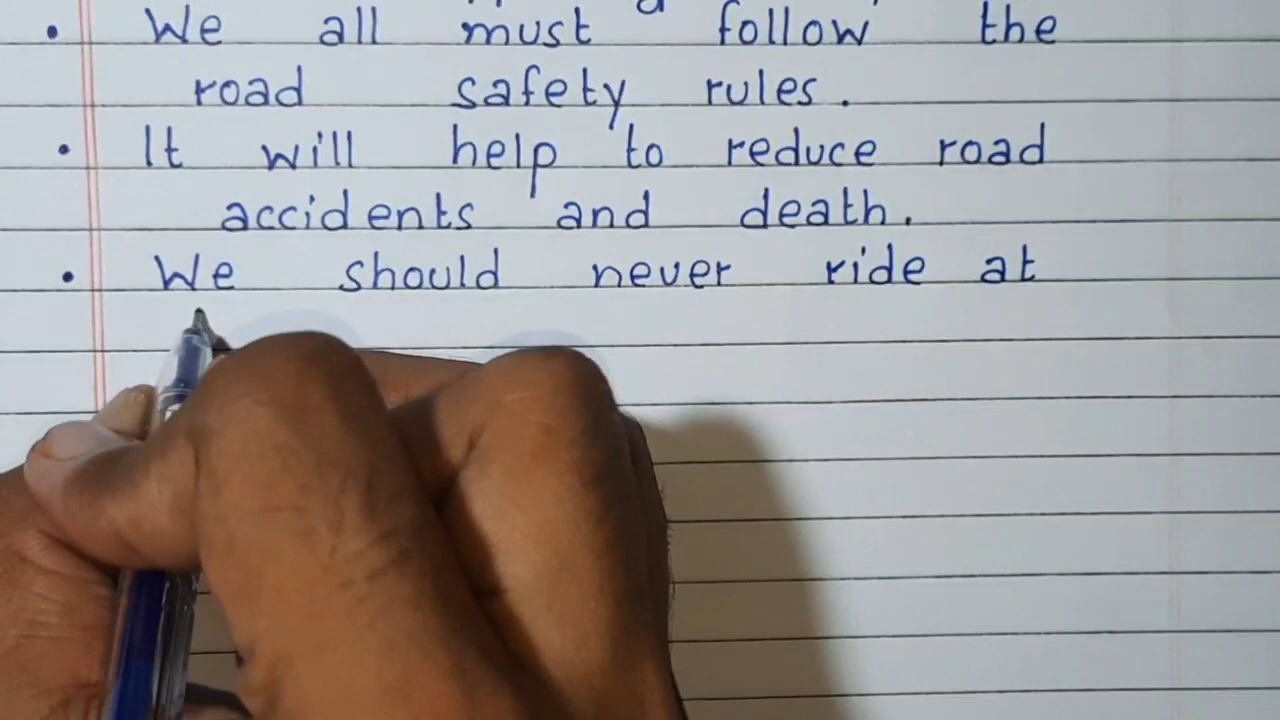 • We all must follow the
road safety rules.
• It will help to reduce road
accidents and death.
• We should never ride at